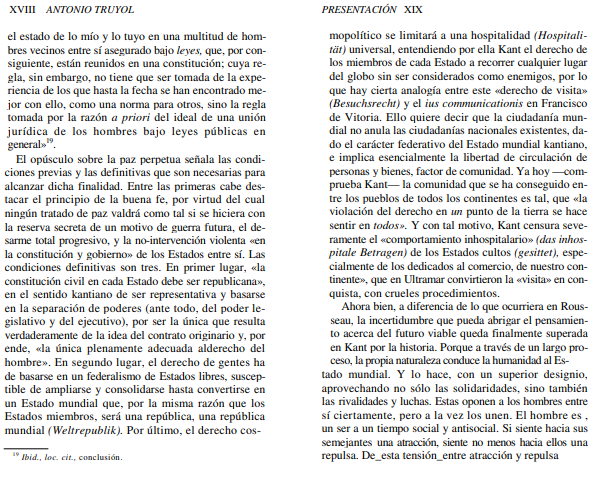 XVIII ANTONIO TRUYOL
el estado de lo mío y lo tuyo en una multitud de hom-
bres vecinos entre sí asegurado bajo leyes, que, por con-
siguiente, están reunidos en una constitución; cuya re-
gla, sin embargo, no tiene que ser tomada de la expe-
riencia de los que hasta la fecha se han encontrado me-
jor con ello, como una norma para otros, sino la regla
tomada por la razón a priori del ideal de una unión
jurídica de los hombres bajo leyes públicas en
general»19.
El opúsculo sobre la paz perpetua señala las condi-
ciones previas y las definitivas que son necesarias para
alcanzar dicha finalidad. Entre las primeras cabe des-
tacar el principio de la buena fe, por virtud del cual
ningún tratado de paz valdrá como tal si se hiciera con
la reserva secreta de un motivo de guerra futura, el de-
sarme total progresivo, y la no-intervención violenta «en
la constitución y gobierno» de los Estados entre sí. Las
condiciones definitivas son tres. En primer lugar, «la
constitución civil en cada Estado debe ser republicana»,
en el sentido kantiano de ser representativa y basarse
en la separación de poderes (ante todo, del poder le-
gislativo y del ejecutivo), por ser la única que resulta
verdaderamente de la idea del contrato originario y, por
ende, «la única plenamente adecuada alderecho del
hombre». En segundo lugar, el derecho de gentes ha
de basarse en un federalismo de Estados libres, suscep-
tible de ampliarse y consolidarse hasta convertirse en
un Estado mundial que, por la misma razón que los
Estados miembros, será una república, una república
mundial (Weltrepublik). Por último, el derecho cos-
19 Ibid., loc. cit., conclusión.
PRESENTACIÓN XIX
mopolítico se limitará a una hospitalidad (Hospitali-
tät) universal, entendiendo por ella Kant el derecho de
los miembros de cada Estado a recorrer cualquier lugar
del globo sin ser considerados como enemigos, por lo
que hay cierta analogía entre este «derecho de visita»
(Besuchsrecht) y el ius communicationis en Francisco
de Vitoria. Ello quiere decir que la ciudadanía mun-
dial no anula las ciudadanías nacionales existentes, da-
do el carácter federativo del Estado mundial kantiano,
e implica esencialmente la libertad de circulación de
personas y bienes, factor de comunidad. Ya hoy —com-
prueba Kant— la comunidad que se ha conseguido en-
tre los pueblos de todos los continentes es tal, que «la
violación del derecho en un punto de la tierra se hace
sentir en todos». Y con tal motivo, Kant censura seve-
ramente el «comportamiento inhospitalario» (das inhos-
pitale Betragen) de los Estados cultos (gesittet), espe-
cialmente de los dedicados al comercio, de nuestro con-
tinente», que en Ultramar convirtieron la «visita» en con-
quista, con crueles procedimientos.
Ahora bien, a diferencia de lo que ocurriera en Rous-
seau, la incertidumbre que pueda abrigar el pensamien-
to acerca del futuro viable queda finalmente superada
en Kant por la historia. Porque a través de un largo pro-
ceso, la propia naturaleza conduce la humanidad al Es-
tado mundial. Y lo hace, con un superior designio,
aprovechando no sólo las solidaridades, sino también
las rivalidades y luchas. Estas oponen a los hombres entre
sí ciertamente, pero a la vez los unen. El hombre es ,
un ser a un tiempo social y antisocial. Si siente hacia sus
semejantes una atracción, siente no menos hacia ellos una
repulsa. De_esta tensión_entre atracción y repulsa